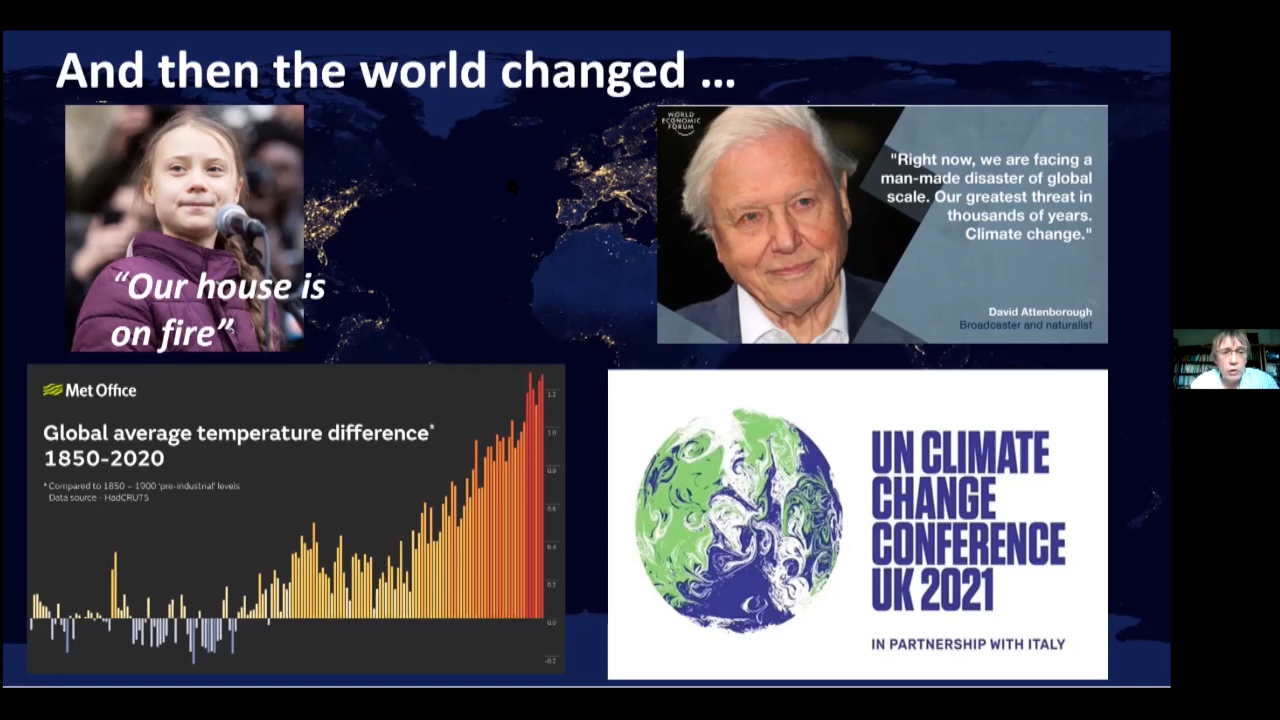 And then the world changed ...
“Our house is
on fire”
WORLD
ECONOMIC
FORUM
"Right now, we are facing a
man-made disaster of global
scale. Our greatest threat in
thousands of years.
Climate change."
David Attenborough
Broadcaster and naturalist
Met Office
Global average temperature difference*
1850-2020
* Compared to 1850 – 1900 'pre-industrial' levels
Data source - HadCRUT5
1.2
1.0
0.8
0.6
0.4
0.2
0.0
-0.2
UN CLIMATE
CHANGE
CONFERENCE
UK 2021
IN PARTNERSHIP WITH ITALY